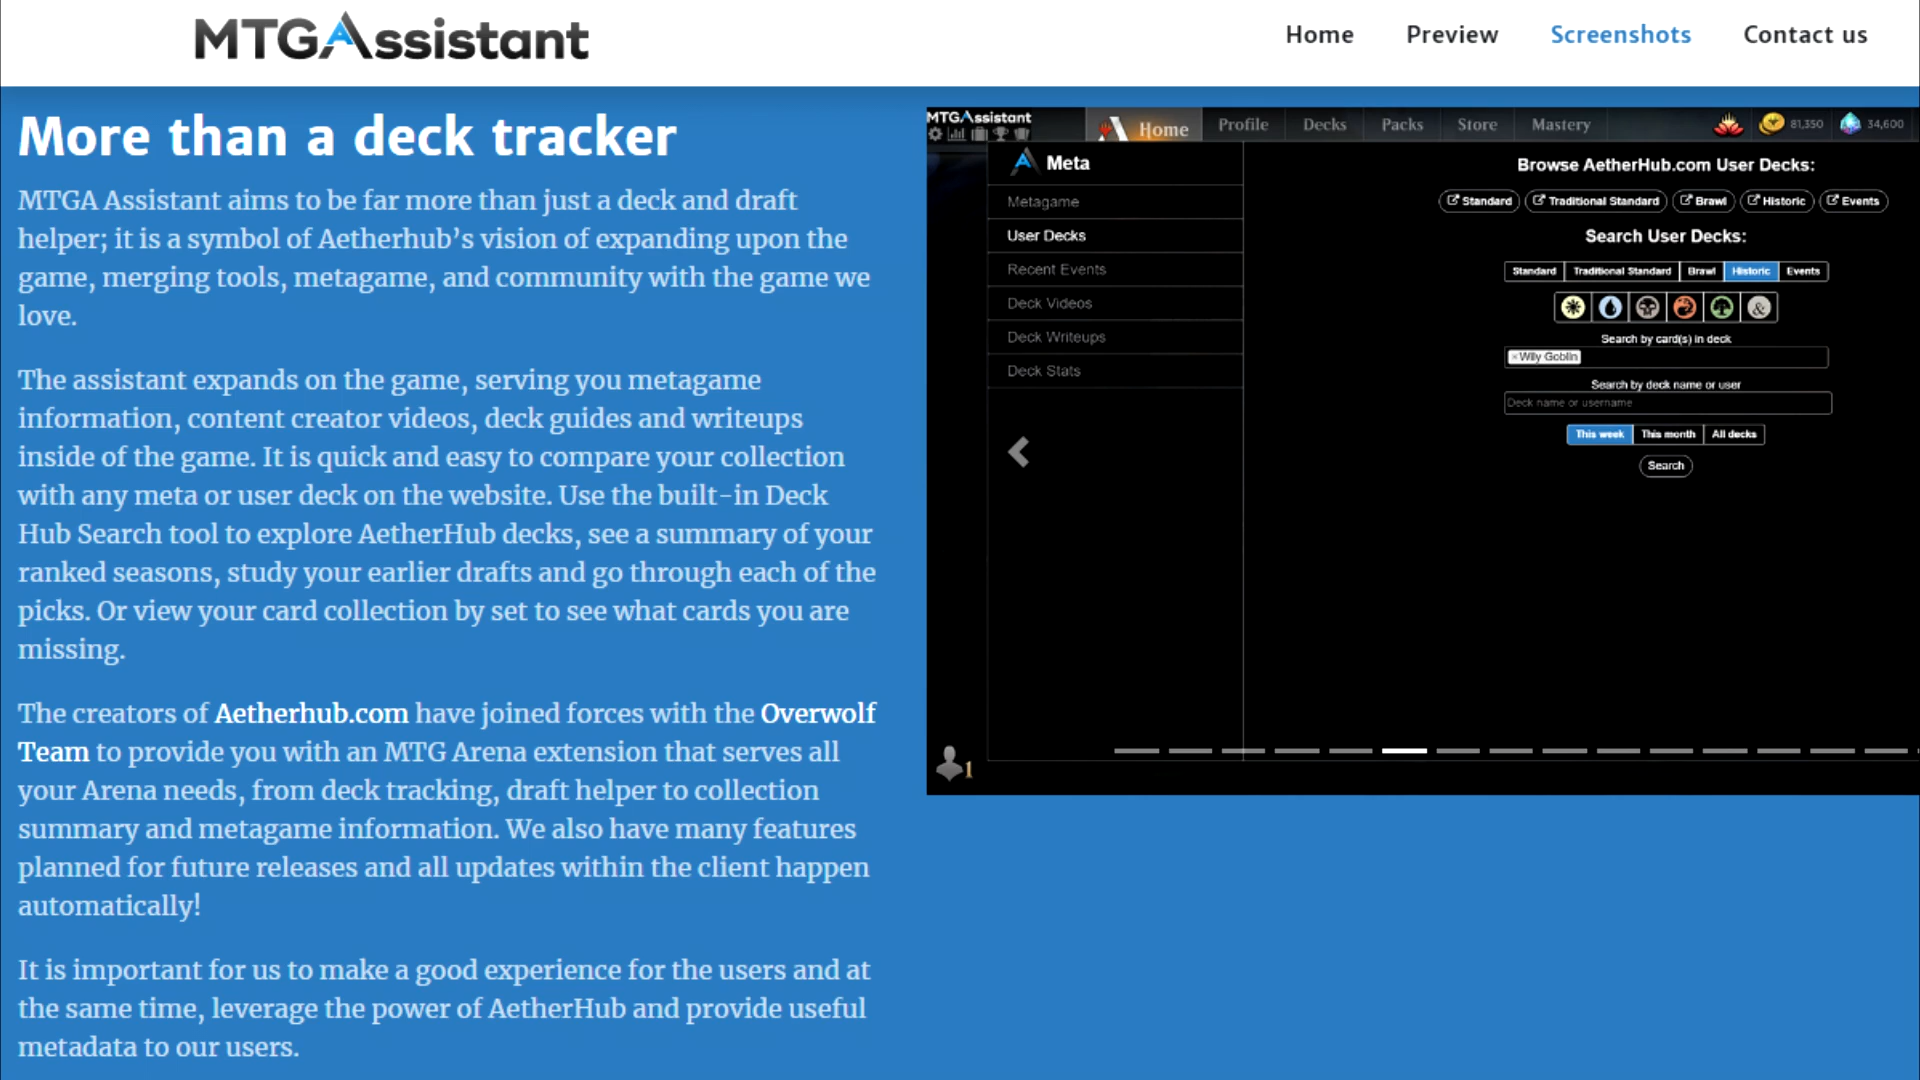 MTGAssistant
Home Preview Screenshots Contact us
More than a deck tracker
MTGA Assistant aims to be far more than just a deck and draft
helper; it is a symbol of Aetherhub’s vision of expanding upon the
game, merging tools, metagame, and community with the game we
love.
The assistant expands on the game, serving you metagame
information, content creator videos, deck guides and writeups
inside of the game. It is quick and easy to compare your collection
with any meta or user deck on the website. Use the built-in Deck
Hub Search tool to explore AetherHub decks, see a summary of your
ranked seasons, study your earlier drafts and go through each of the
picks. Or view your card collection by set to see what cards you are
missing.
The creators of Aetherhub.com have joined forces with the Overwolf
Team to provide you with an MTG Arena extension that serves all
your Arena needs, from deck tracking, draft helper to collection
summary and metagame information. We also have many features
planned for future releases and all updates within the client happen
automatically!
It is important for us to make a good experience for the users and at
the same time, leverage the power of AetherHub and provide useful
metadata to our users.
MTGAssistant
Home Profile Decks Packs Store Mastery 81,350 34,600
Meta
Metagame
User Decks
Recent Events
Deck Videos
Deck Writeups
Deck Stats
Browse AetherHub.com User Decks:
Standard Traditional Standard Brawl Historic Events
Search User Decks:
Standard Traditional Standard Brawl Historic Events
&
Search by card(s) in deck
×Wily Goblin
Search by deck name or user
Deck name or username
This week This month All decks
Search
1